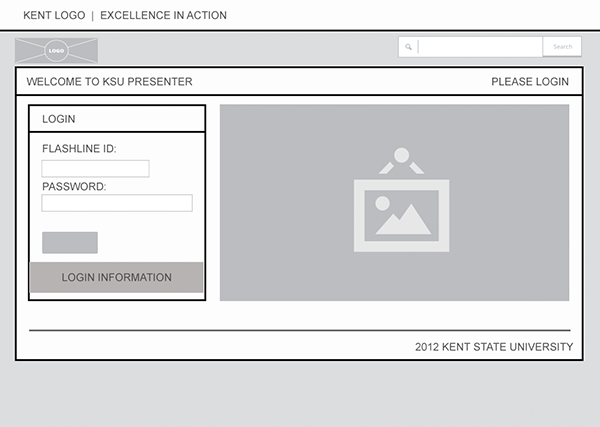 KENT LOGO | EXCELLENCE IN ACTION
LOGO
Search
WELCOME TO KSU PRESENTER
PLEASE LOGIN
LOGIN
FLASHLINE ID:
PASSWORD:
LOGIN INFORMATION
2012 KENT STATE UNIVERSITY